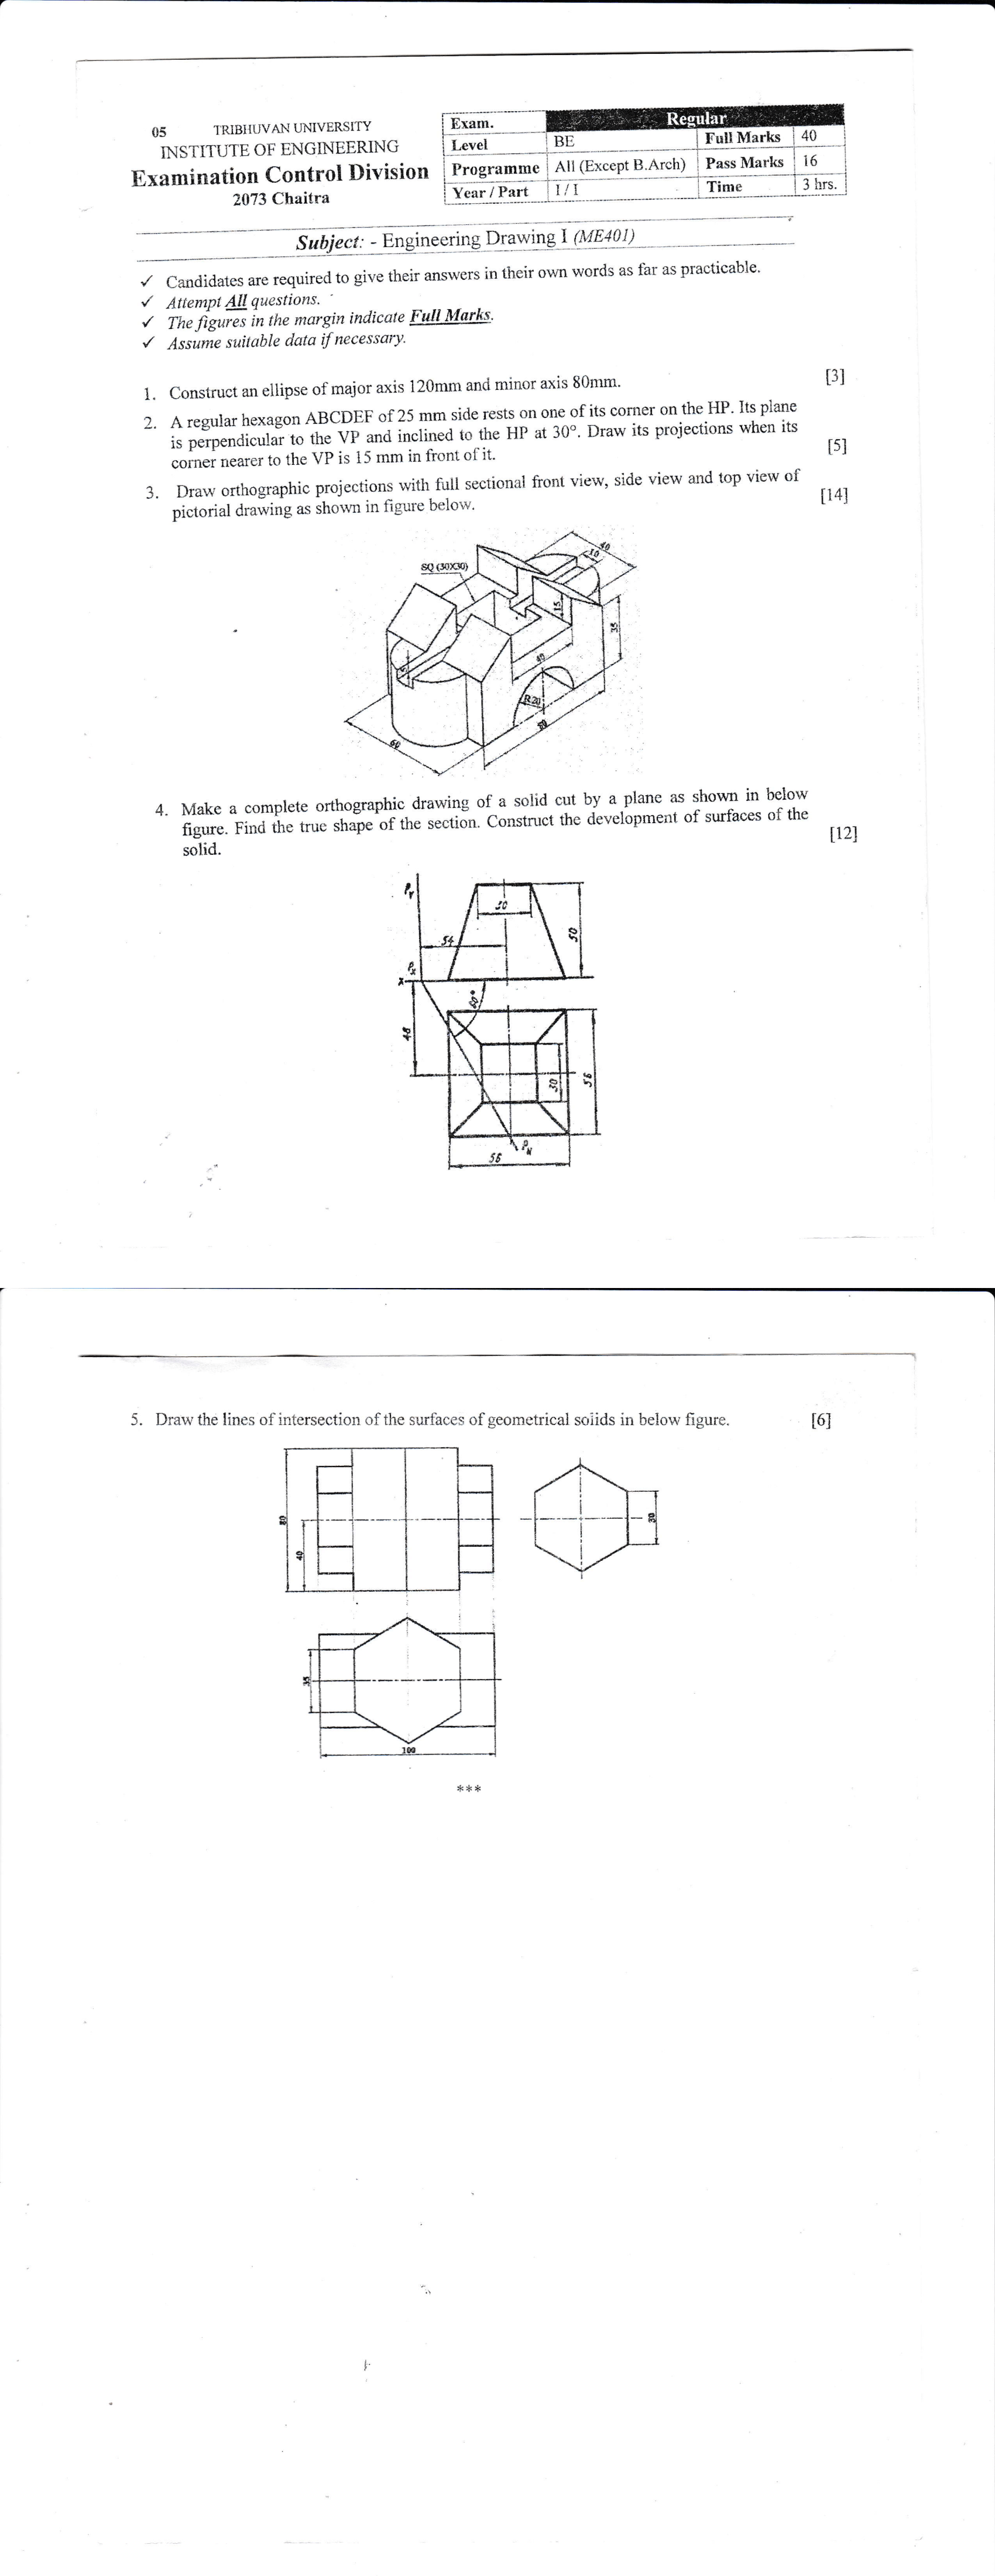 05 TRIBHUVAN UNIVERSITY
INSTITUTE OF ENGINEERING
Examination Control Division
2073 Chaitra
Exam. Regular
Level BE Full Marks 40
Programme All (Except B.Arch) Pass Marks 16
Year / Part I / I Time 3 hrs.
Subject: - Engineering Drawing I (ME401)
✓ Candidates are required to give their answers in their own words as far as practicable.
✓ Attempt All questions.
✓ The figures in the margin indicate Full Marks.
✓ Assume suitable data if necessary.
1. Construct an ellipse of major axis 120mm and minor axis 80mm. [3]
2. A regular hexagon ABCDEF of 25 mm side rests on one of its corner on the HP. Its plane
is perpendicular to the VP and inclined to the HP at 30°. Draw its projections when its
corner nearer to the VP is 15 mm in front of it. [5]
3. Draw orthographic projections with full sectional front view, side view and top view of
pictorial drawing as shown in figure below. [14]
40
10
SQ (30X30)
15
35
40
R20
80
60
4. Make a complete orthographic drawing of a solid cut by a plane as shown in below
figure. Find the true shape of the section. Construct the development of surfaces of the
solid. [12]
Pv
30
54
50
Px
x
60°
48
30
56
PH
56
5. Draw the lines of intersection of the surfaces of geometrical solids in below figure. [6]
80
40
30
35
100
***